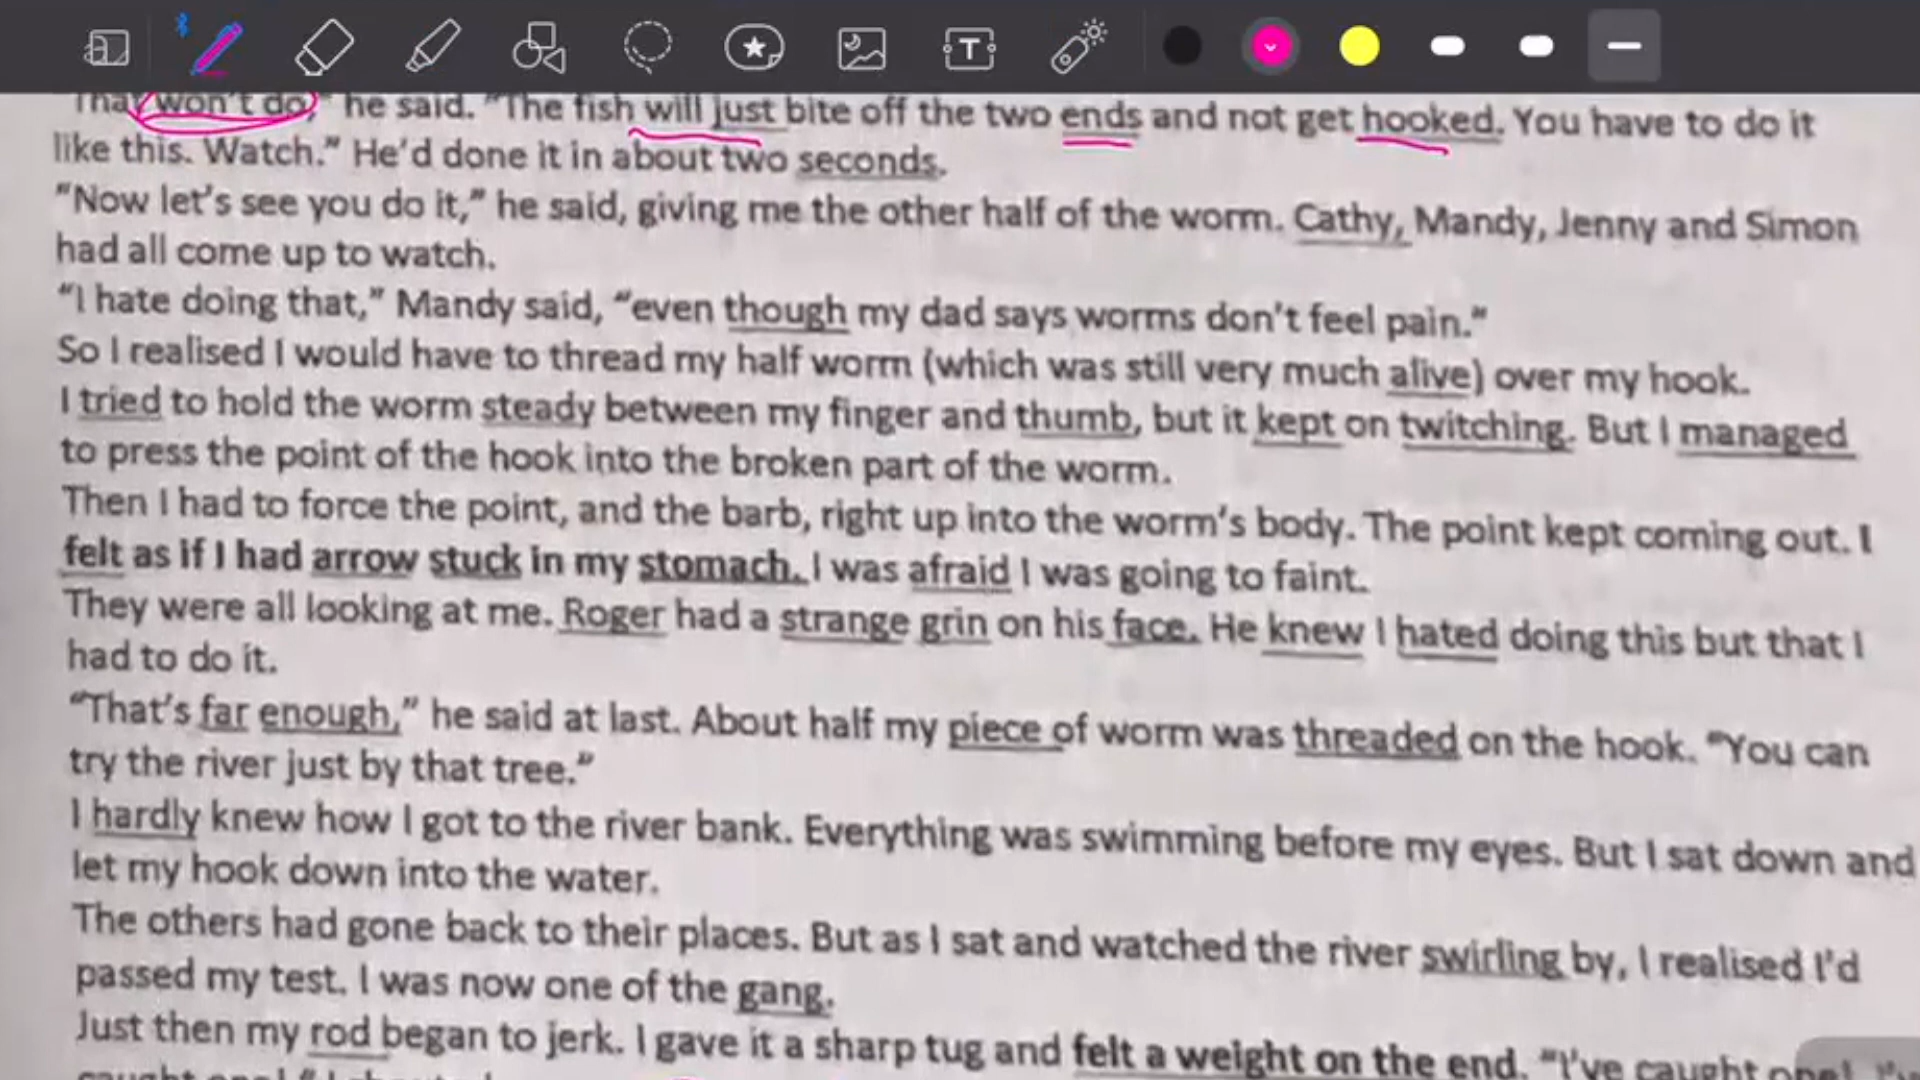 That won't do," he said. "The fish will just bite off the two ends and not get hooked. You have to do it
like this. Watch." He'd done it in about two seconds.
"Now let's see you do it," he said, giving me the other half of the worm. Cathy, Mandy, Jenny and Simon
had all come up to watch.
"I hate doing that," Mandy said, "even though my dad says worms don't feel pain."
So I realised I would have to thread my half worm (which was still very much alive) over my hook.
I tried to hold the worm steady between my finger and thumb, but it kept on twitching. But I managed
to press the point of the hook into the broken part of the worm.
Then I had to force the point, and the barb, right up into the worm's body. The point kept coming out. I
felt as if I had arrow stuck in my stomach. I was afraid I was going to faint.
They were all looking at me. Roger had a strange grin on his face. He knew I hated doing this but that I
had to do it.
"That's far enough," he said at last. About half my piece of worm was threaded on the hook. "You can
try the river just by that tree."
I hardly knew how I got to the river bank. Everything was swimming before my eyes. But I sat down and
let my hook down into the water.
The others had gone back to their places. But as I sat and watched the river swirling by, I realised I'd
passed my test. I was now one of the gang.
Just then my rod began to jerk. I gave it a sharp tug and felt a weight on the end. "I've caught one!